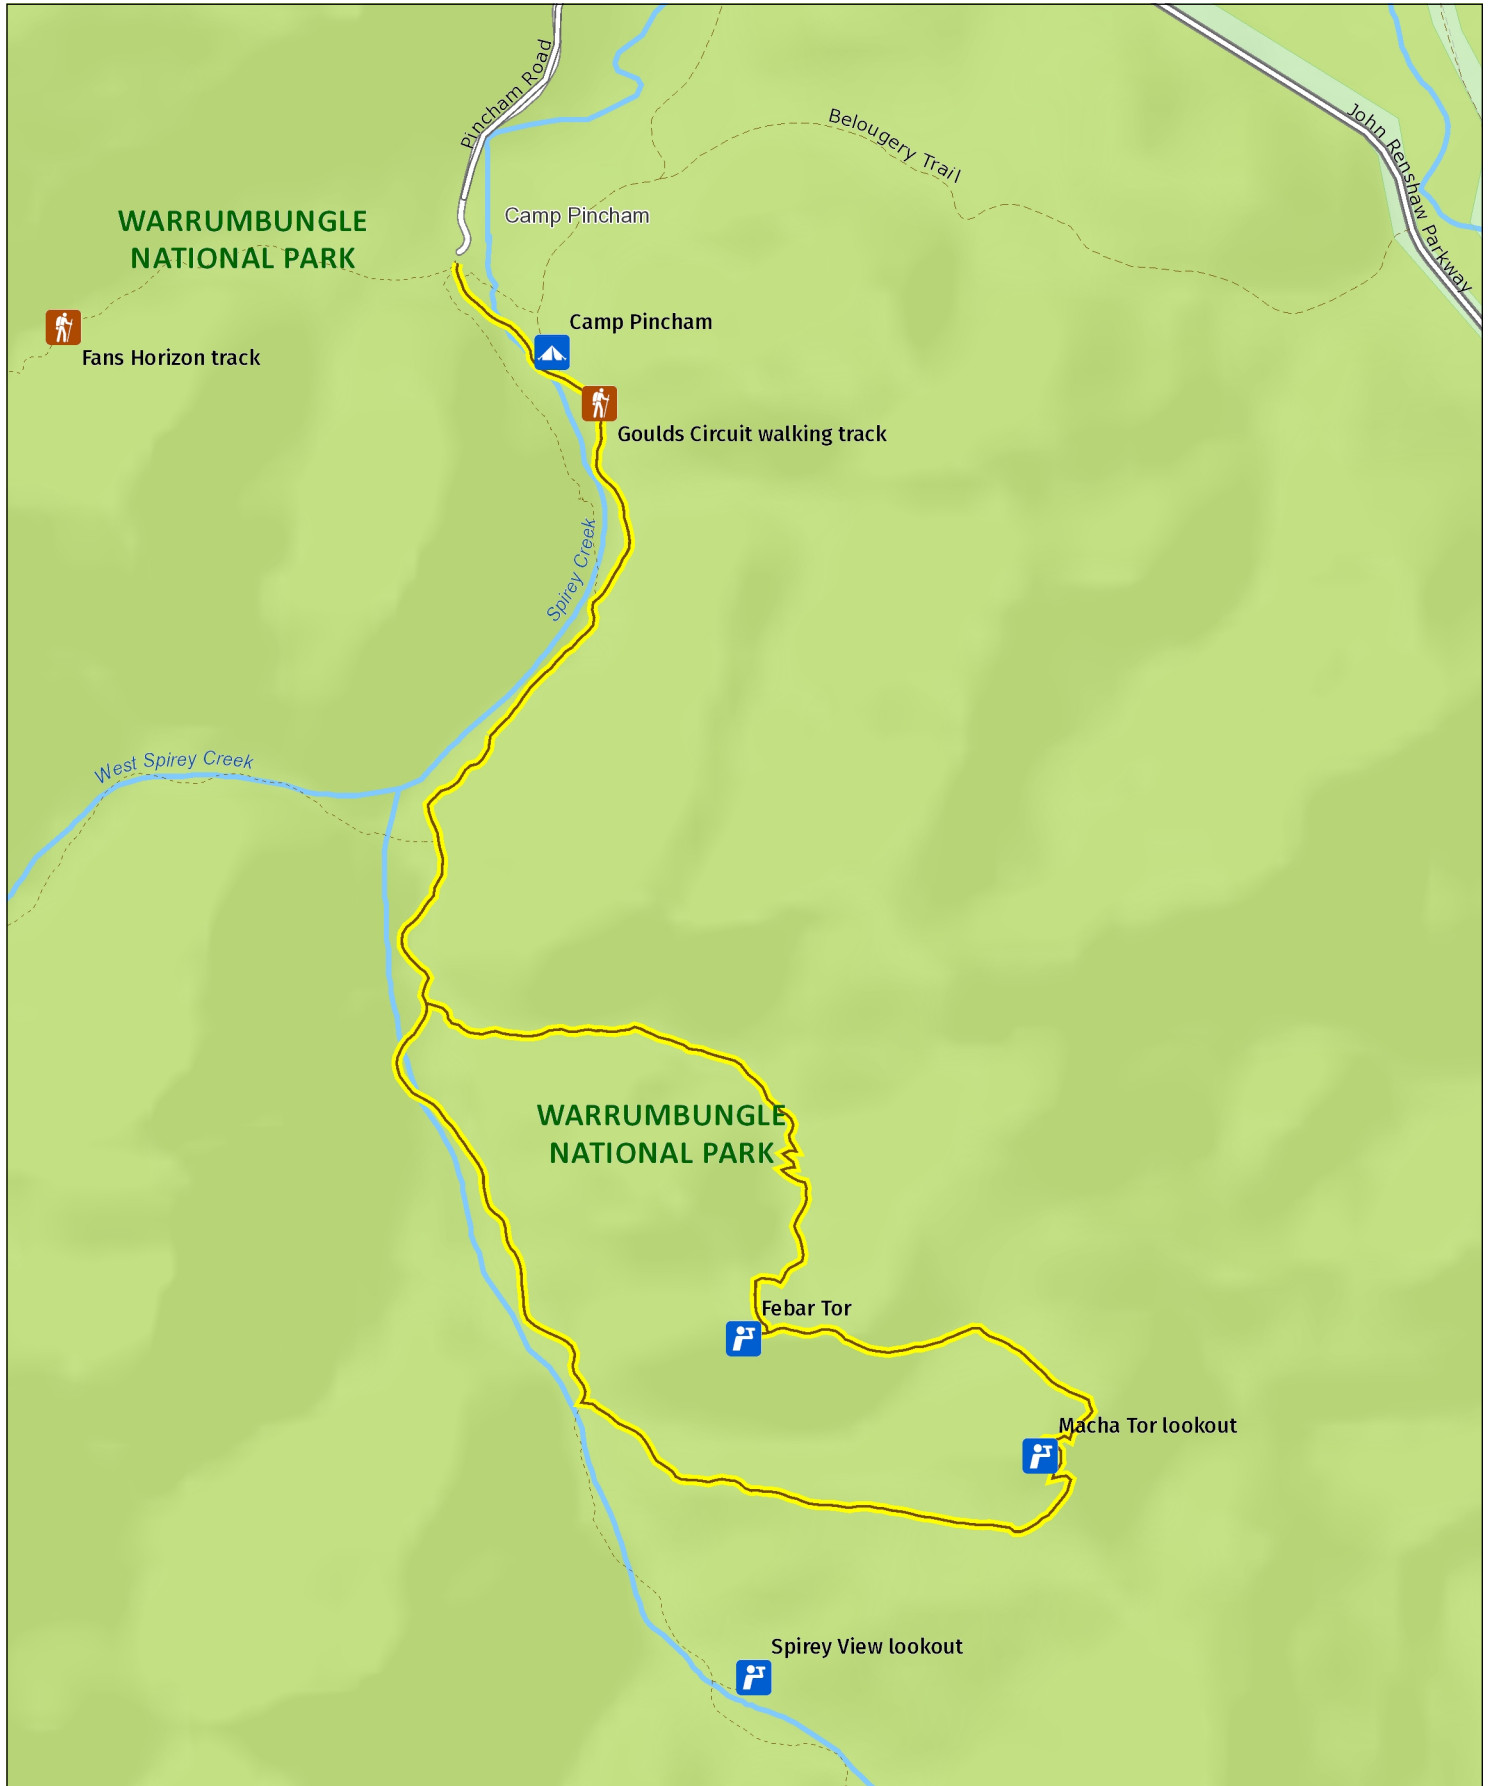 Pincham Road
John Renshaw Parkway
Belougery Trail
WARRUMBUNGLE
NATIONAL PARK
Camp Pincham
Camp Pincham
Fans Horizon track
Goulds Circuit walking track
Spirey Creek
West Spirey Creek
WARRUMBUNGLE
NATIONAL PARK
Febar Tor
Macha Tor lookout
Spirey View lookout